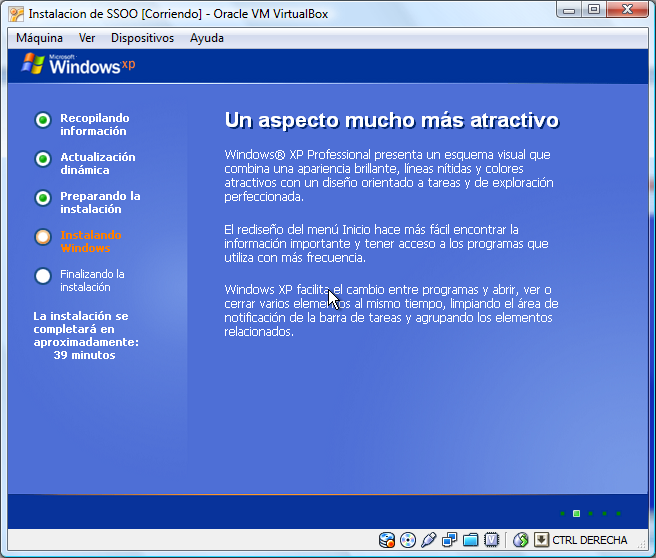 Instalacion de SSOO [Corriendo] - Oracle VM VirtualBox
Máquina Ver Dispositivos Ayuda
Microsoft
Windows xp
Recopilando
información
Actualización
dinámica
Preparando la
instalación
Instalando
Windows
Finalizando la
instalación
La instalación se
completará en
aproximadamente:
39 minutos
Un aspecto mucho más atractivo
Windows® XP Professional presenta un esquema visual que
combina una apariencia brillante, líneas nítidas y colores
atractivos con un diseño orientado a tareas y de exploración
perfeccionada.
El rediseño del menú Inicio hace más fácil encontrar la
información importante y tener acceso a los programas que
utiliza con más frecuencia.
Windows XP facilita el cambio entre programas y abrir, ver o
cerrar varios elementos al mismo tiempo, limpiando el área de
notificación de la barra de tareas y agrupando los elementos
relacionados.
CTRL DERECHA